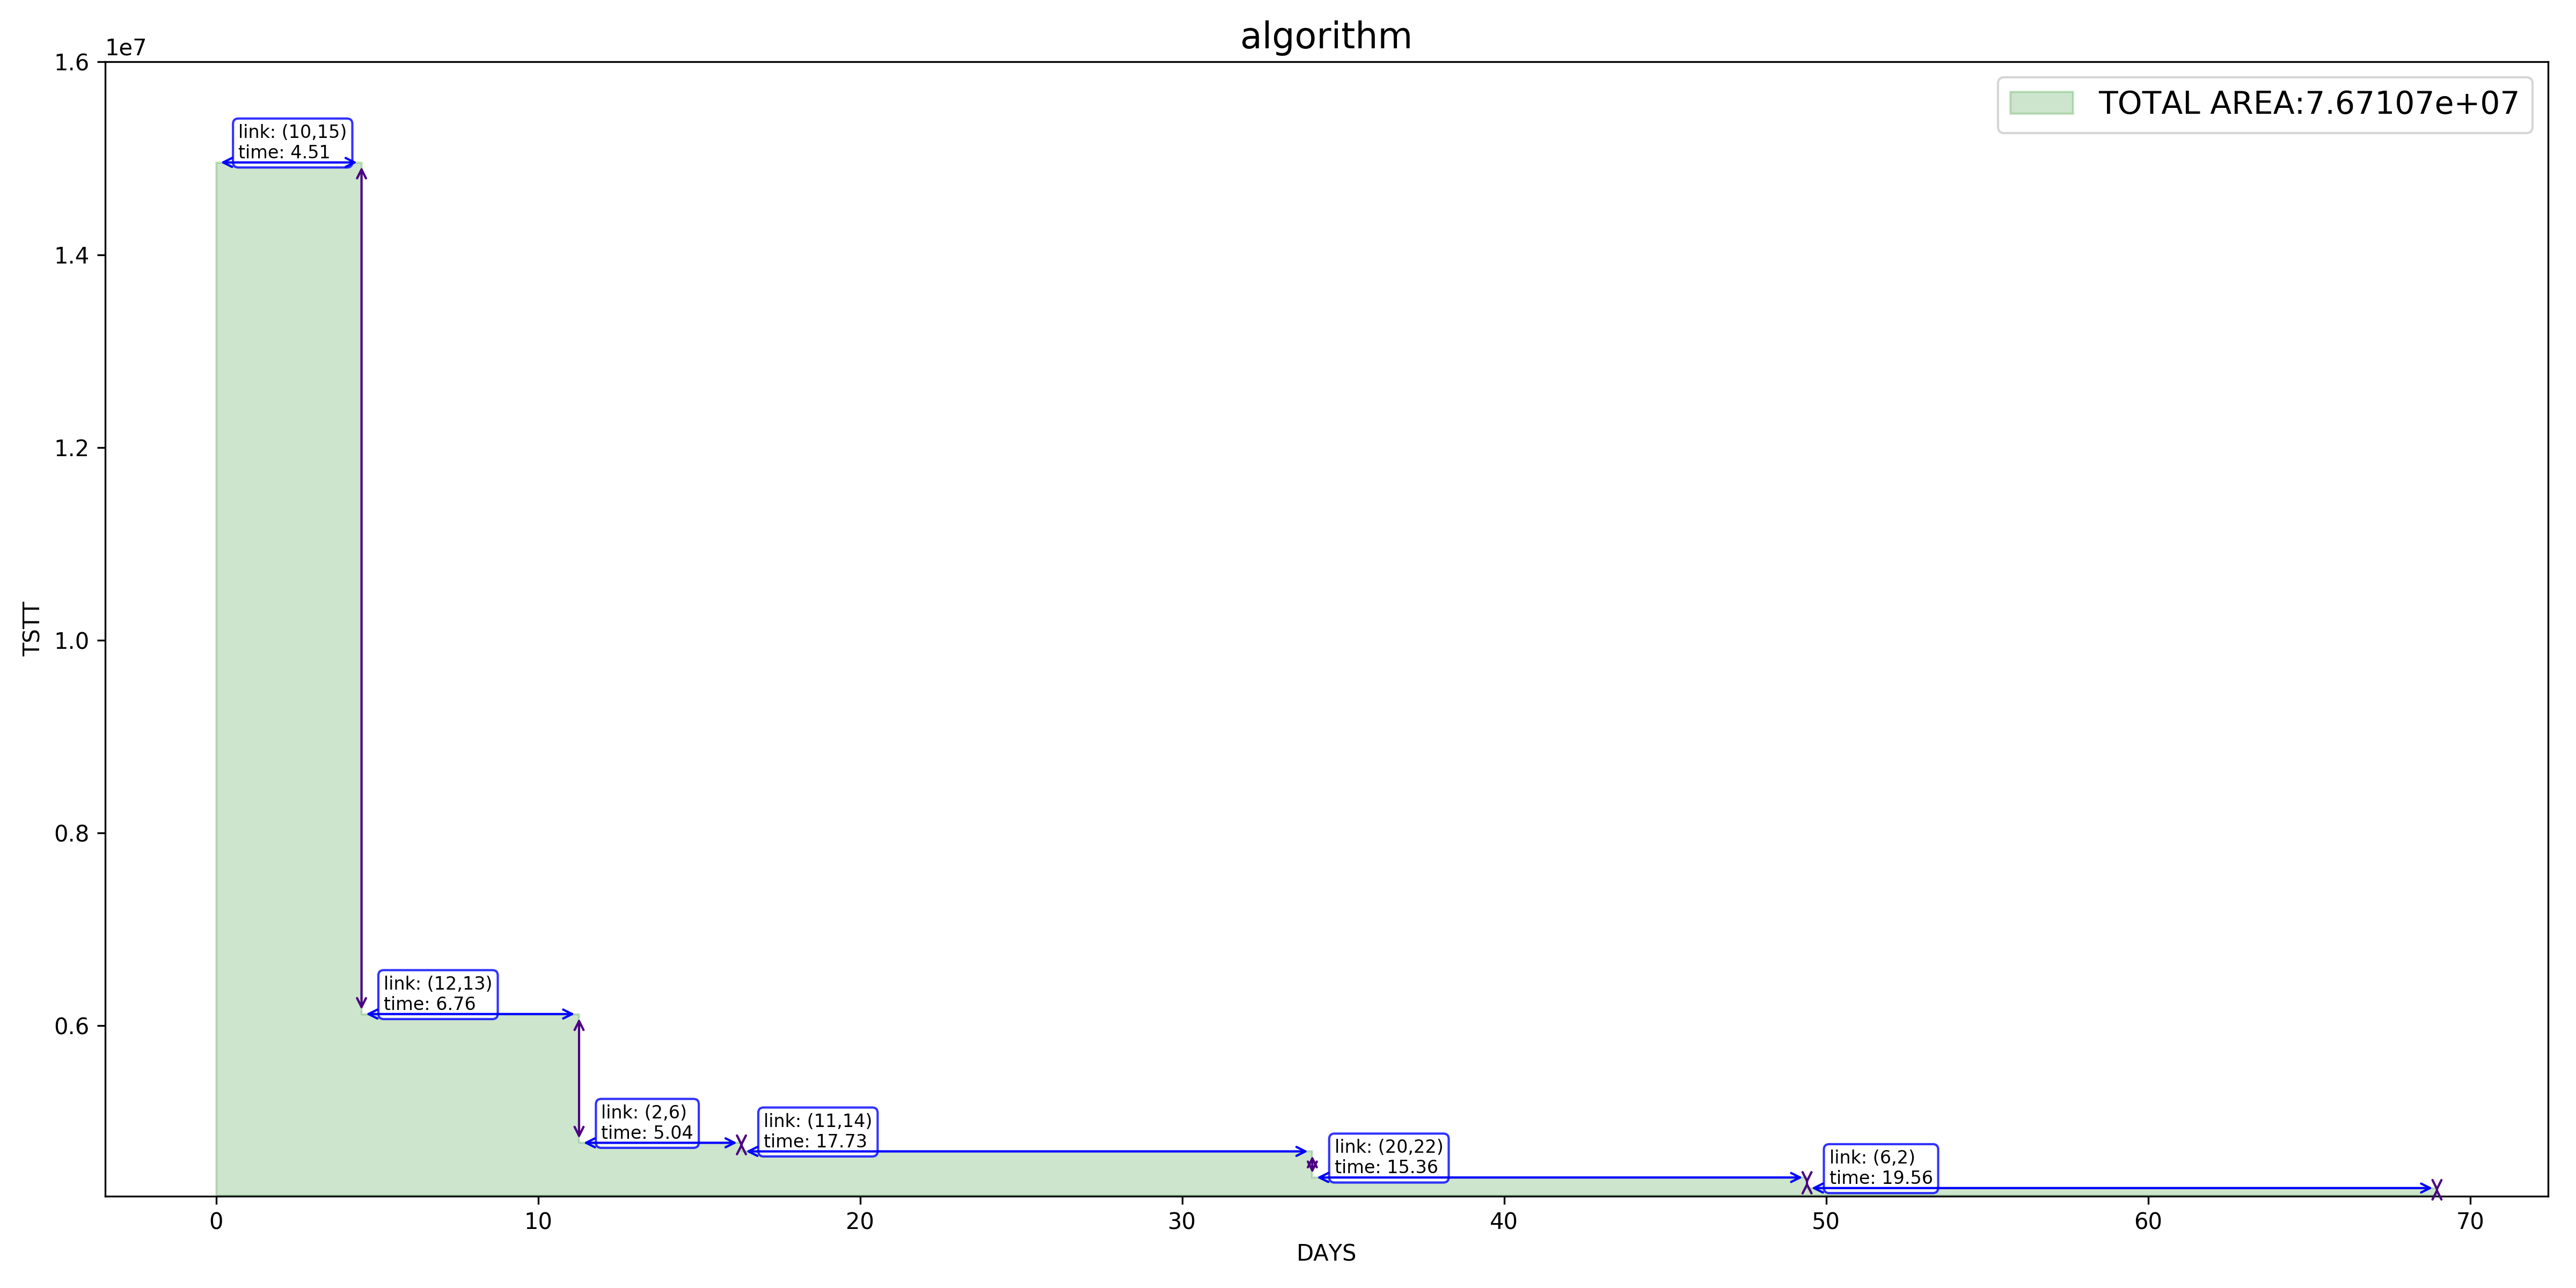 algorithm
1e7
TOTAL AREA:7.67107e+07
1.6
1.4
1.2
1.0
0.8
0.6
TSTT
link: (10,15)
time: 4.51
link: (12,13)
time: 6.76
link: (2,6)
time: 5.04
link: (11,14)
time: 17.73
link: (20,22)
time: 15.36
link: (6,2)
time: 19.56
0
10
20
30
40
50
60
70
DAYS